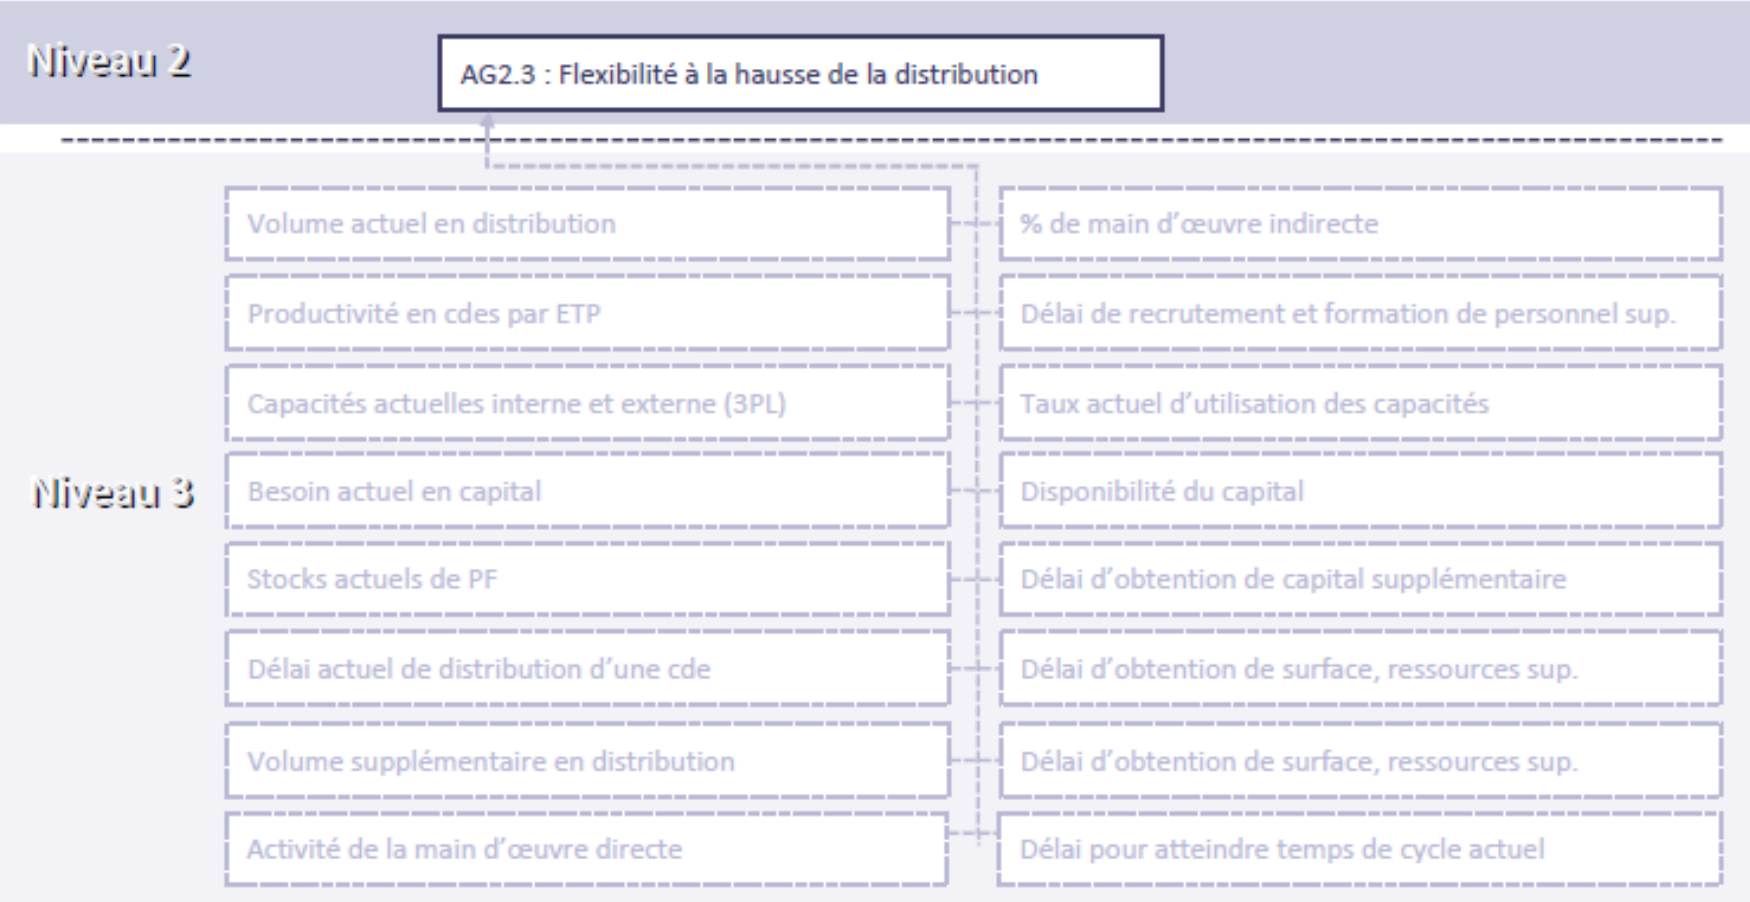 Niveau 2
AG2.3 : Flexibilité à la hausse de la distribution
Volume actuel en distribution
% de main d’œuvre indirecte
Productivité en cdes par ETP
Délai de recrutement et formation de personnel sup.
Capacités actuelles interne et externe (3PL)
Taux actuel d’utilisation des capacités
Niveau 3
Besoin actuel en capital
Disponibilité du capital
Stocks actuels de PF
Délai d’obtention de capital supplémentaire
Délai actuel de distribution d’une cde
Délai d’obtention de surface, ressources sup.
Volume supplémentaire en distribution
Délai d’obtention de surface, ressources sup.
Activité de la main d’œuvre directe
Délai pour atteindre temps de cycle actuel